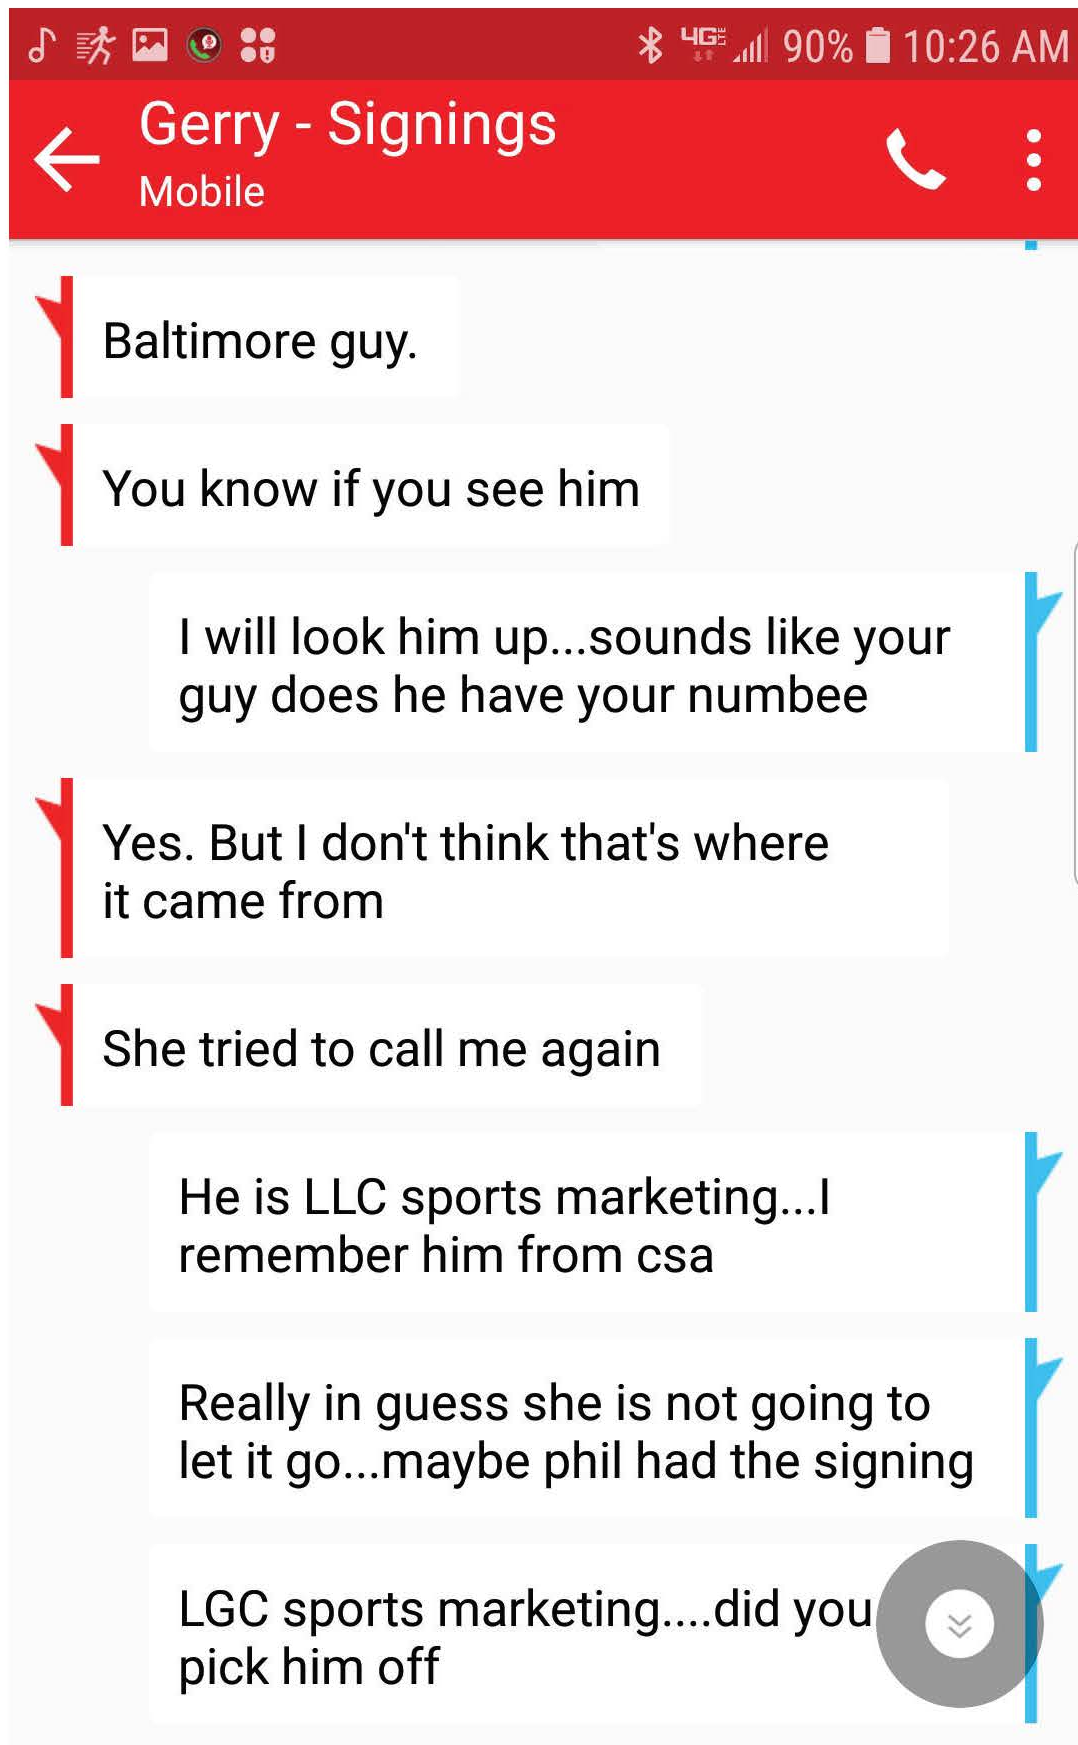 4G LTE 90% 10:26 AM
Gerry - Signings
Mobile
Baltimore guy.
You know if you see him
I will look him up...sounds like your
guy does he have your numbee
Yes. But I don't think that's where
it came from
She tried to call me again
He is LLC sports marketing...I
remember him from csa
Really in guess she is not going to
let it go...maybe phil had the signing
LGC sports marketing....did you
pick him off